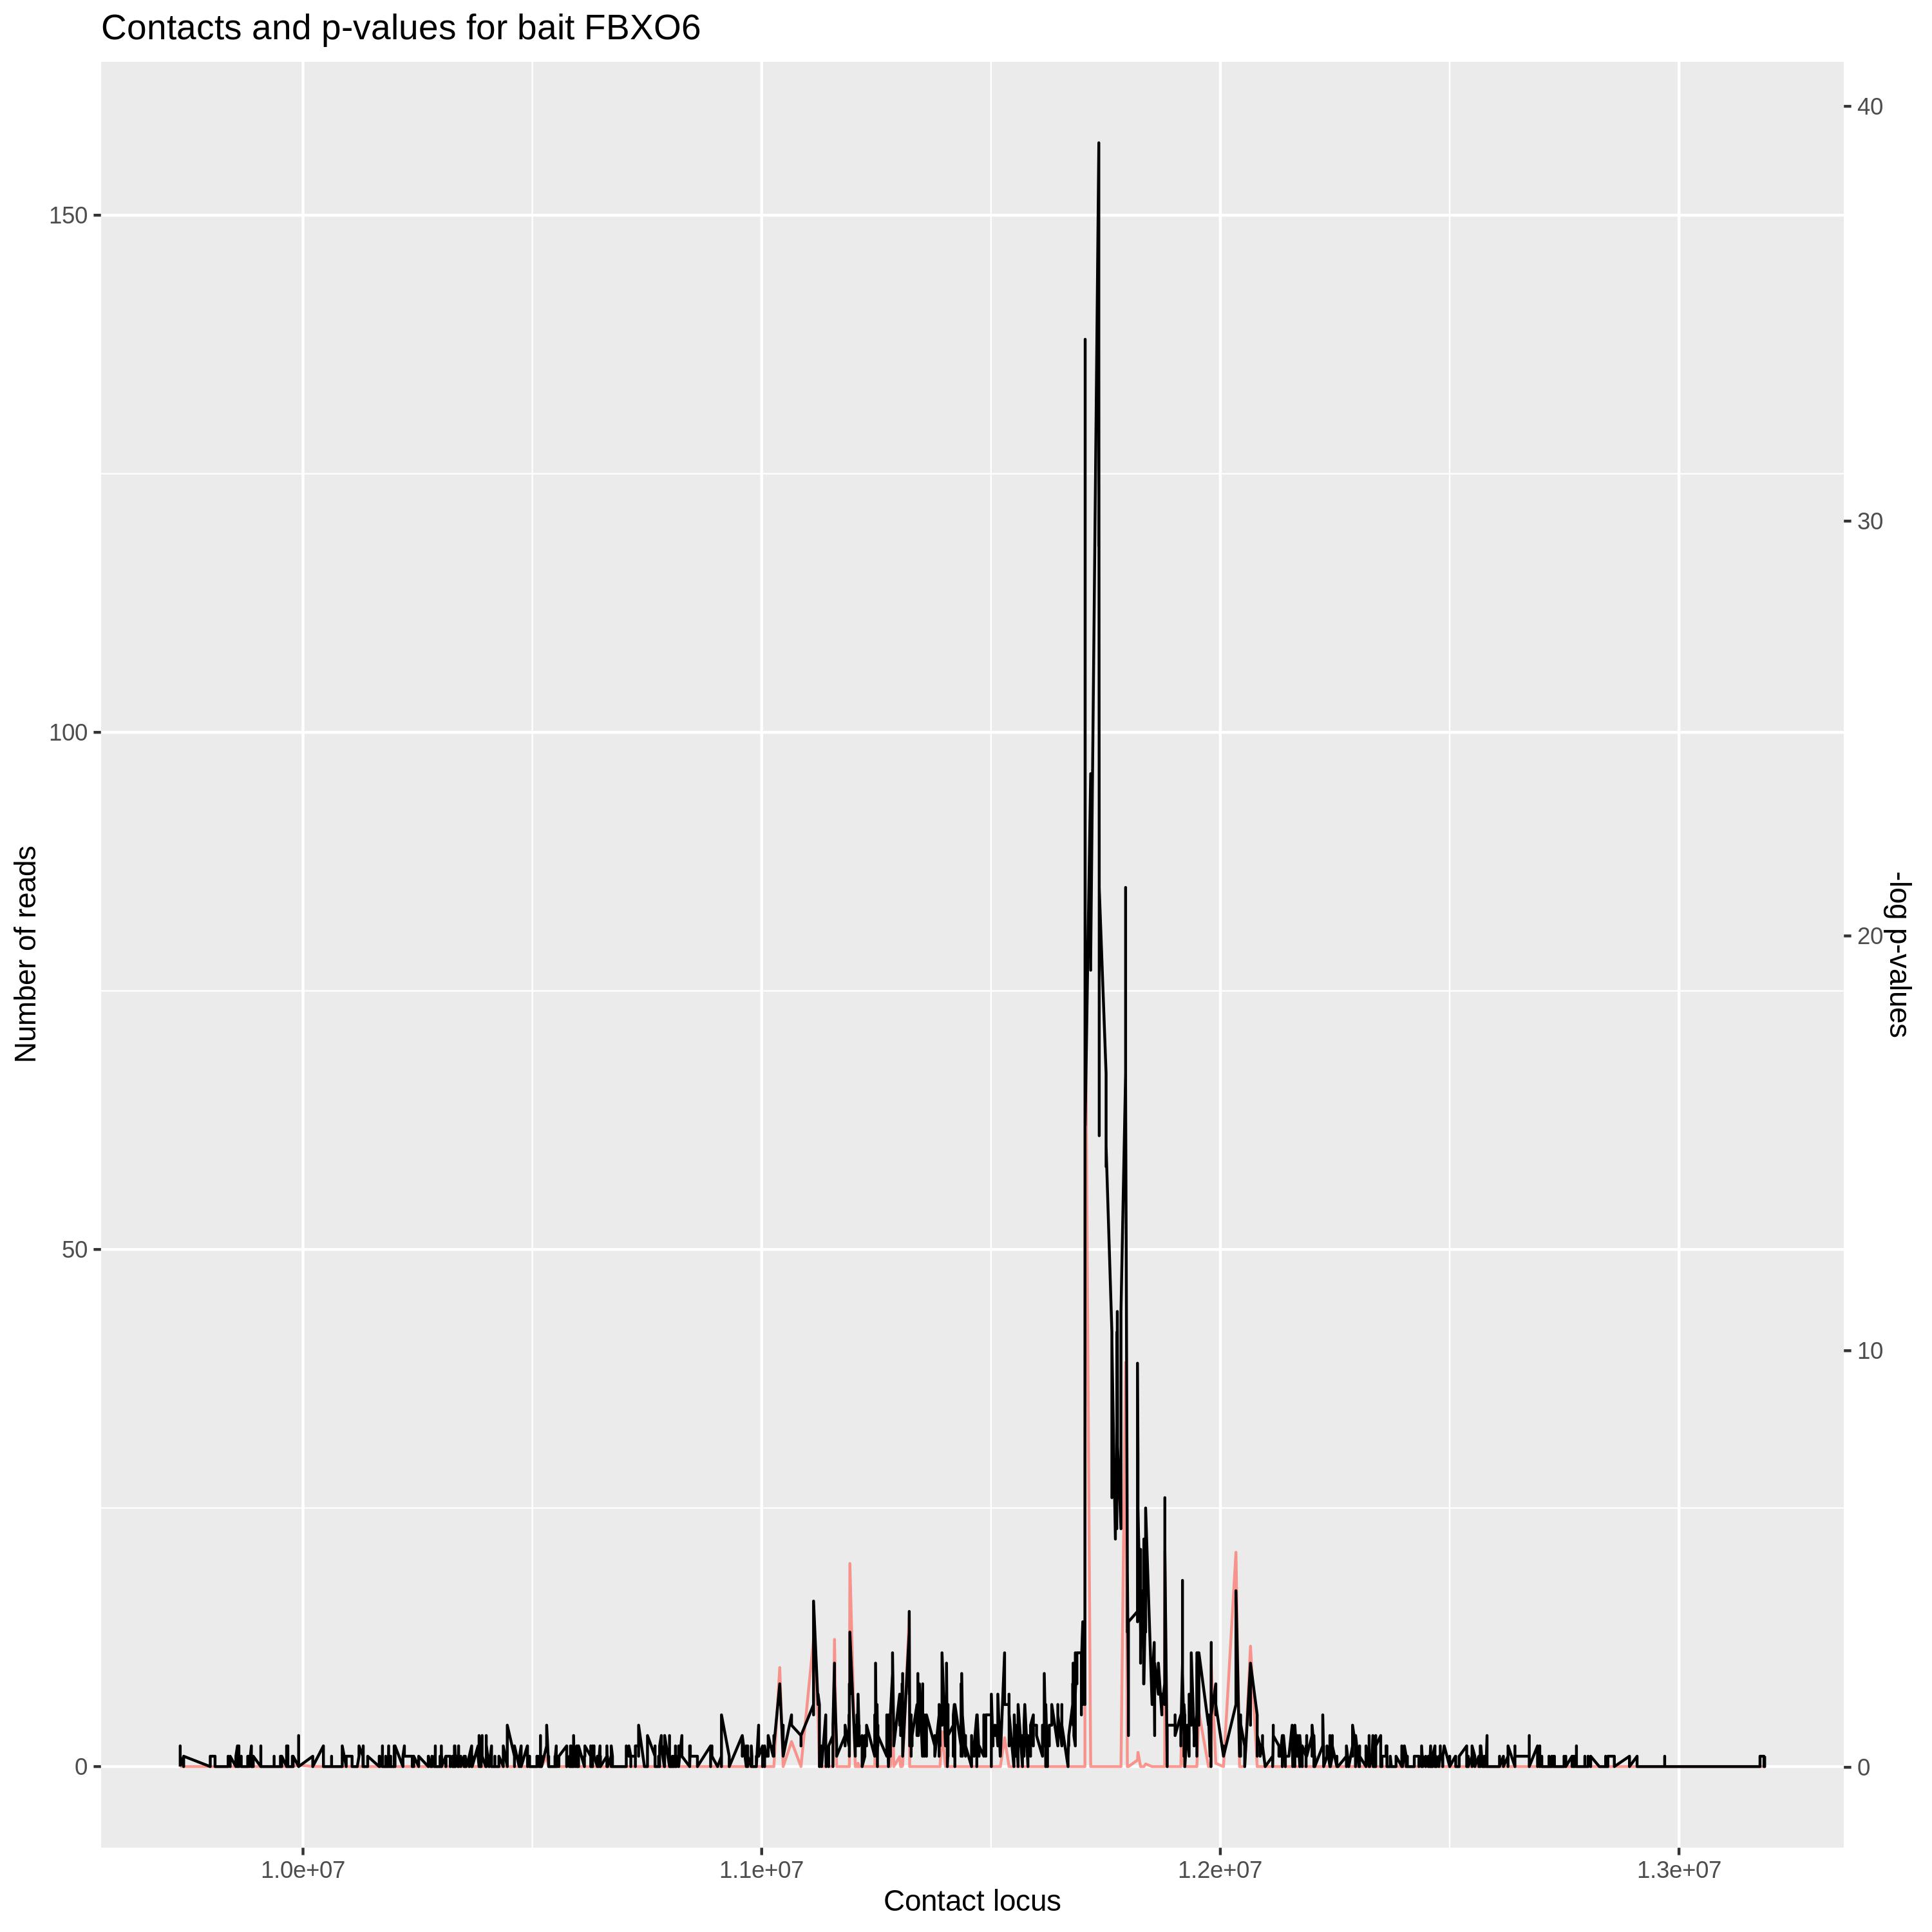 Contacts and p-values for bait FBXO6
40
150
30
100
Number of reads
-log p-values
20
50
10
0
0
1.0e+07
1.1e+07
1.2e+07
1.3e+07
Contact locus